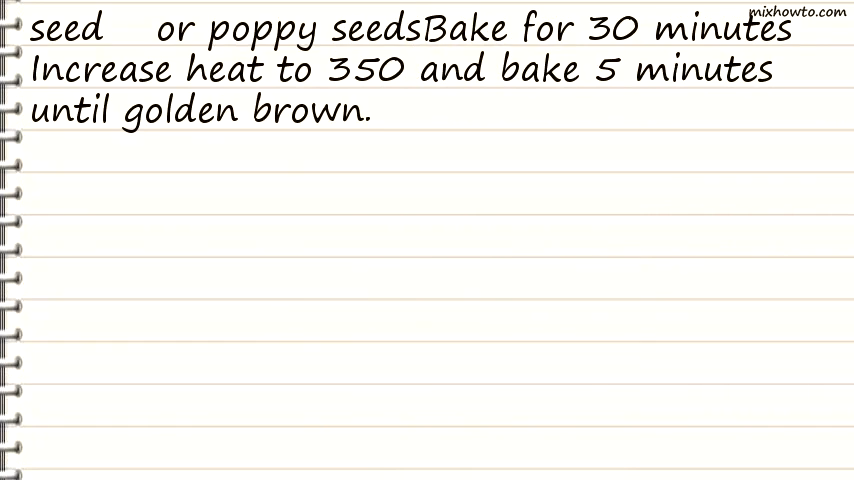 mixhowto.com
seed or poppy seedsBake for 30 minutes
Increase heat to 350 and bake 5 minutes
until golden brown.